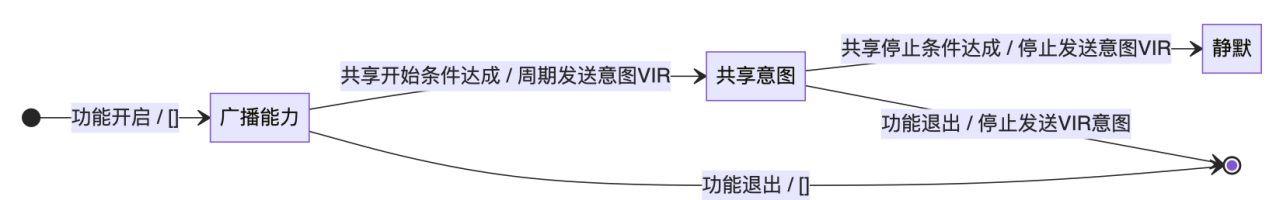 共享停止条件达成 / 停止发送意图VIR
静默
共享开始条件达成 / 周期发送意图VIR
共享意图
功能开启 / []
广播能力
功能退出 / 停止发送VIR意图
功能退出 / []